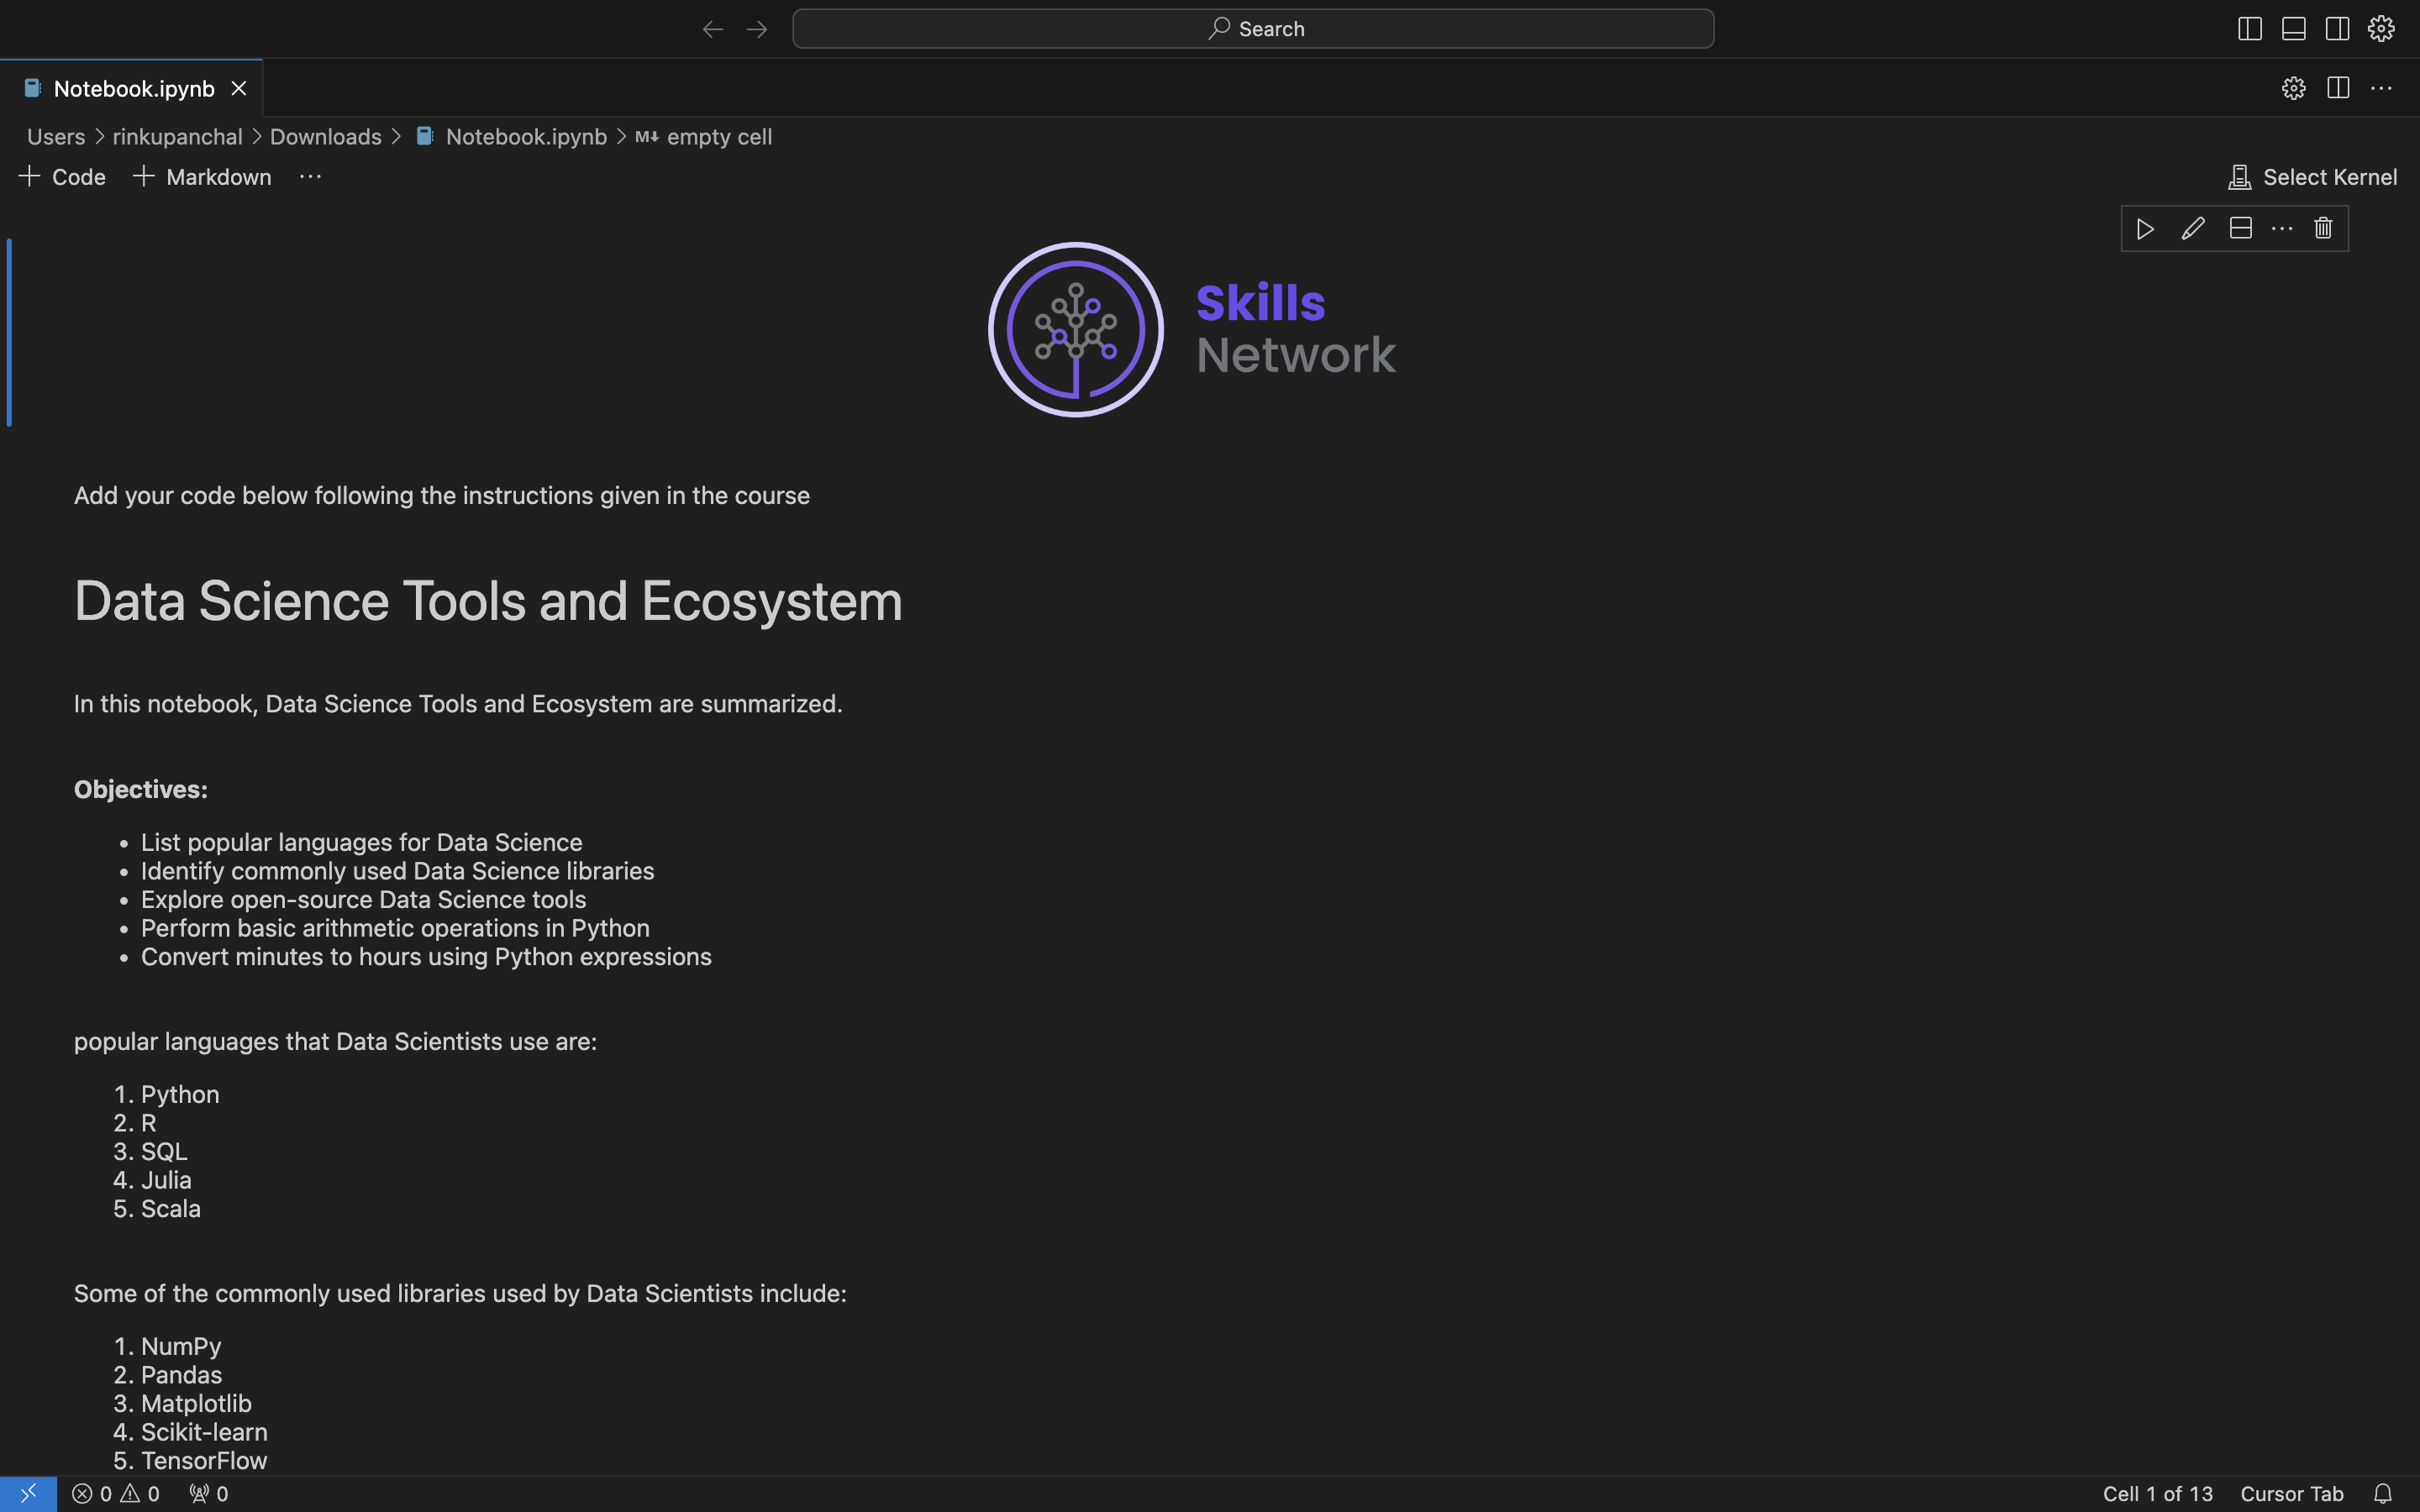 Search
Notebook.ipynb
Users > rinkupanchal > Downloads > Notebook.ipynb > M↓ empty cell
+ Code + Markdown ...
Select Kernel
Skills
Network
Add your code below following the instructions given in the course
Data Science Tools and Ecosystem
In this notebook, Data Science Tools and Ecosystem are summarized.
Objectives:
• List popular languages for Data Science
• Identify commonly used Data Science libraries
• Explore open-source Data Science tools
• Perform basic arithmetic operations in Python
• Convert minutes to hours using Python expressions
popular languages that Data Scientists use are:
1. Python
2. R
3. SQL
4. Julia
5. Scala
Some of the commonly used libraries used by Data Scientists include:
1. NumPy
2. Pandas
3. Matplotlib
4. Scikit-learn
5. TensorFlow
0 0 0
Cell 1 of 13 Cursor Tab